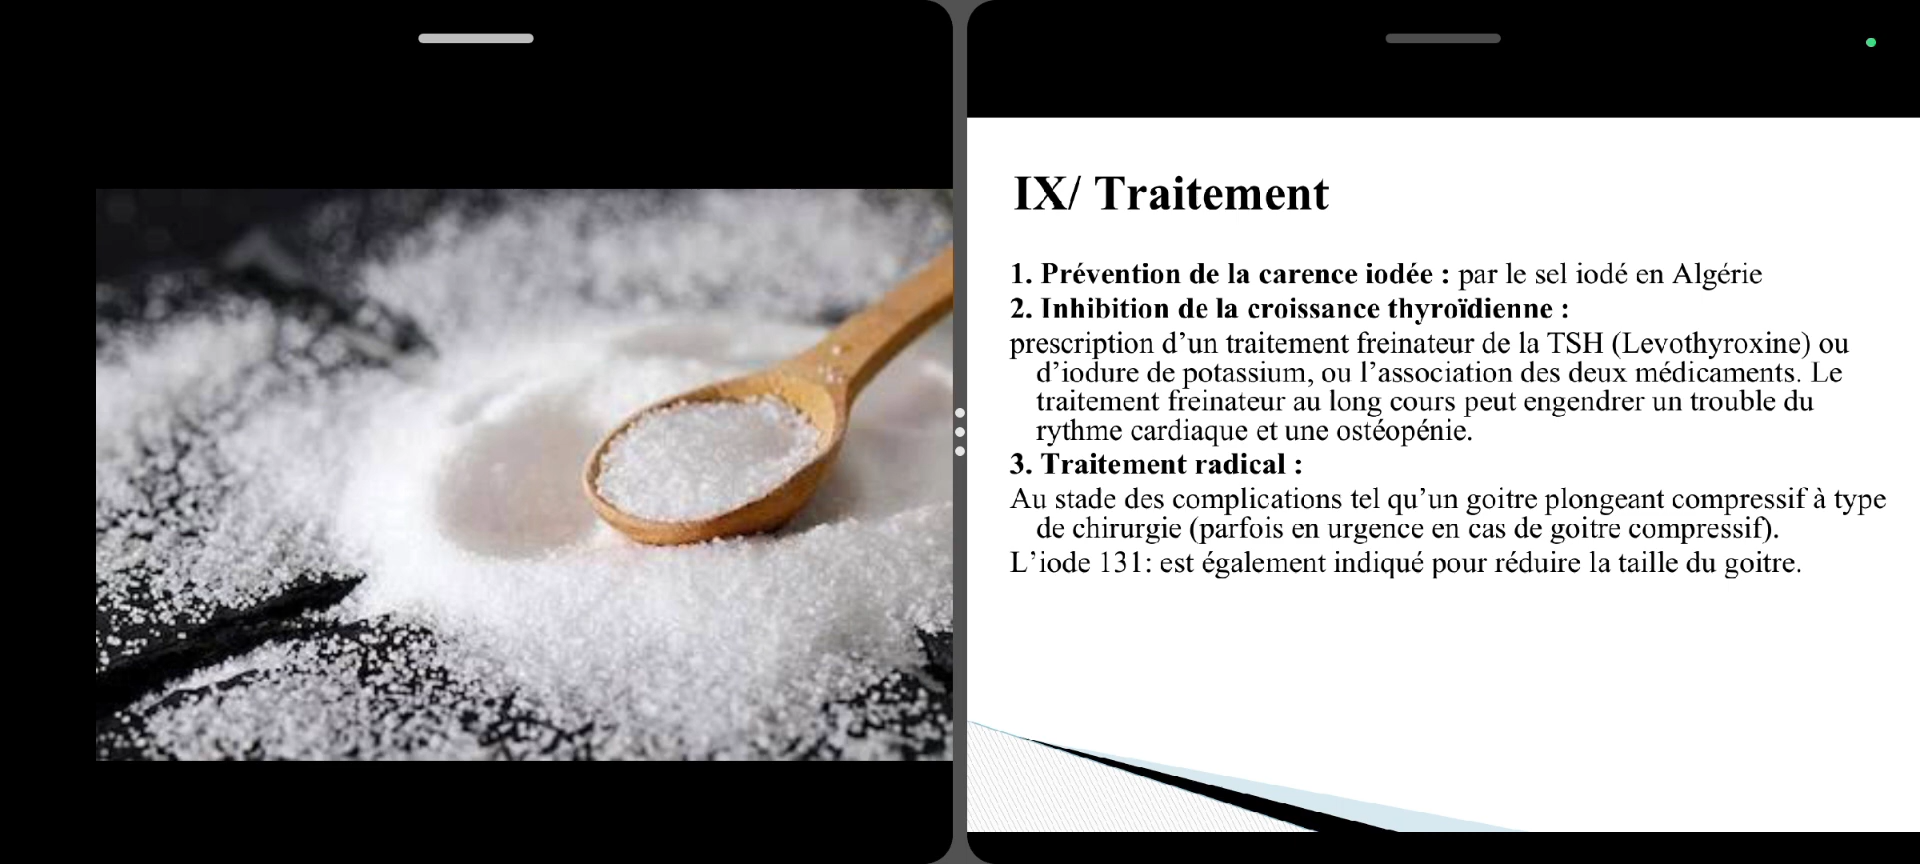 IX/ Traitement
1. Prévention de la carence iodée : par le sel iodé en Algérie
2. Inhibition de la croissance thyroïdienne :
prescription d’un traitement freinateur de la TSH (Levothyroxine) ou
d’iodure de potassium, ou l’association des deux médicaments. Le
traitement freinateur au long cours peut engendrer un trouble du
rythme cardiaque et une ostéopénie.
3. Traitement radical :
Au stade des complications tel qu’un goitre plongeant compressif à type
de chirurgie (parfois en urgence en cas de goitre compressif).
L’iode 131: est également indiqué pour réduire la taille du goitre.